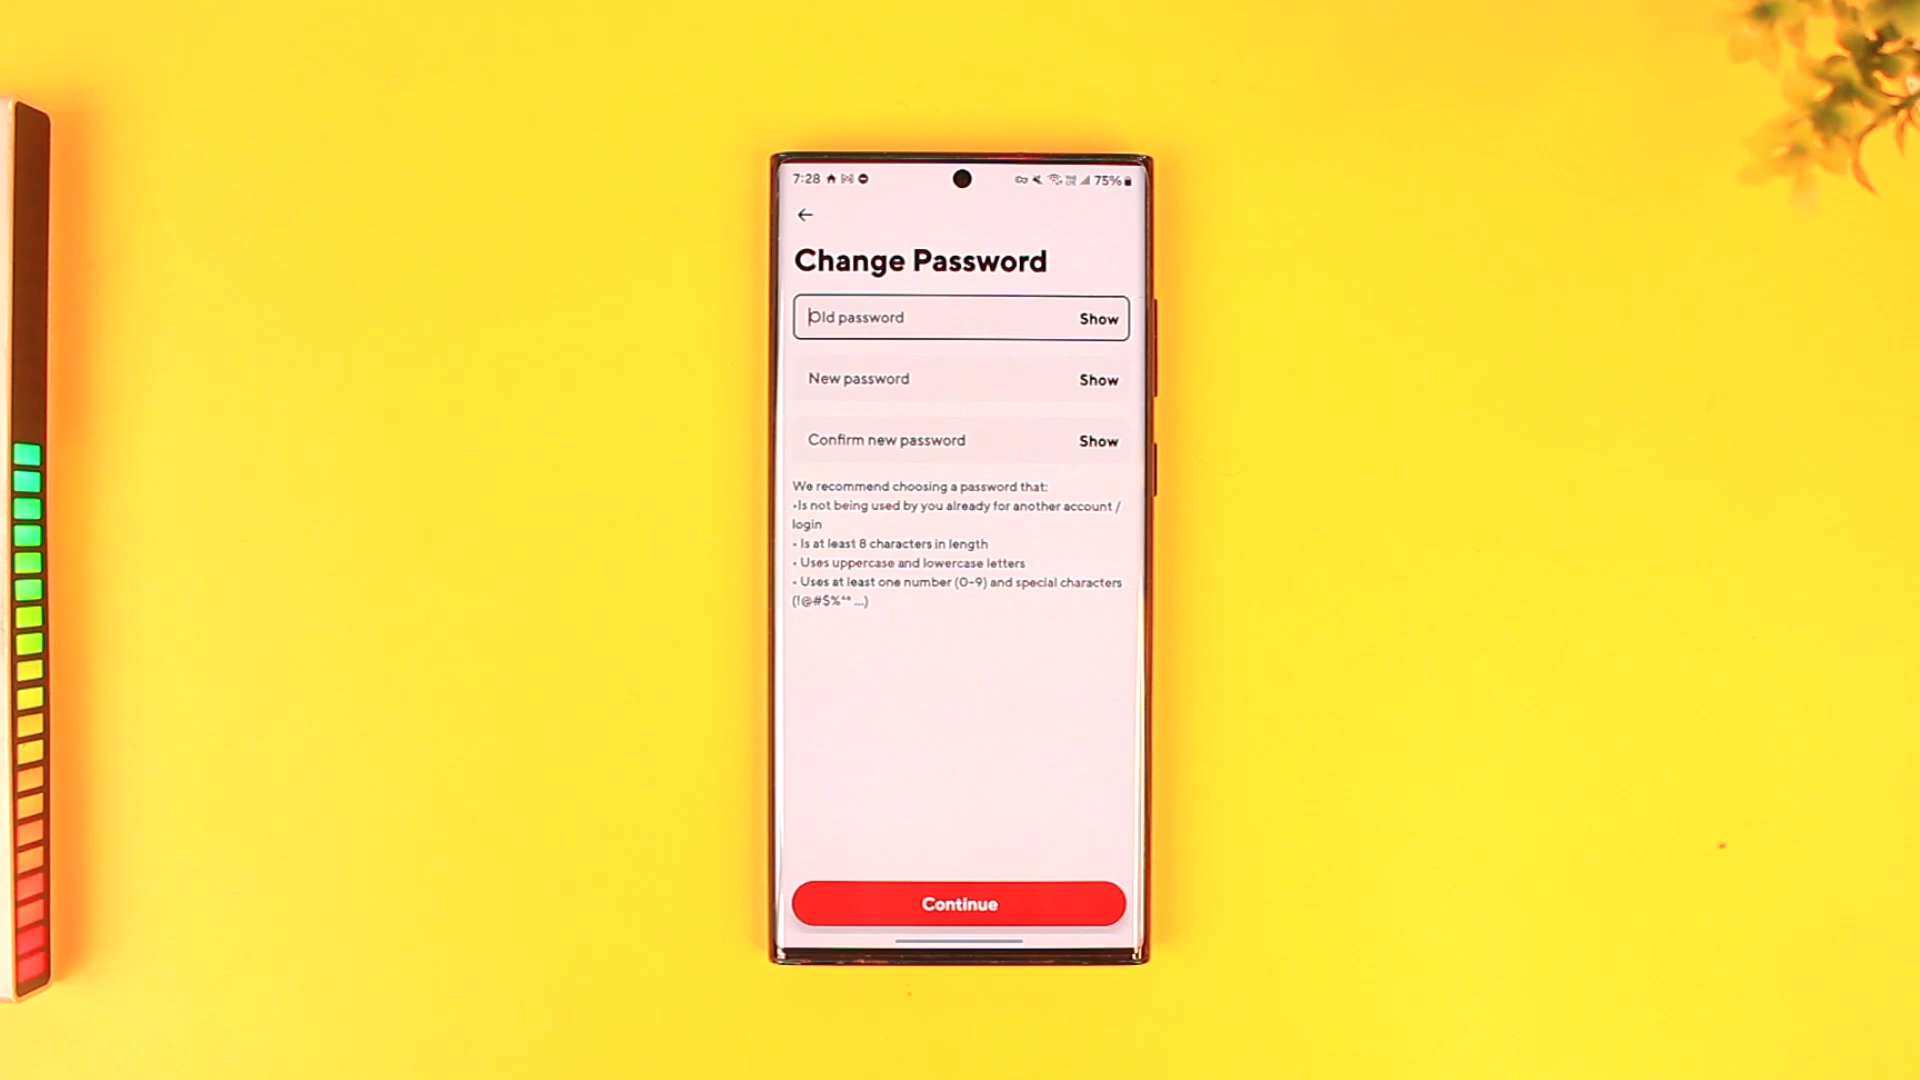 7:28 75%
Change Password
Old password Show
New password Show
Confirm new password Show
We recommend choosing a password that:
•Is not being used by you already for another account /
login
• Is at least 8 characters in length
• Uses uppercase and lowercase letters
• Uses at least one number (0-9) and special characters
(!@#$%^* ...)
Continue